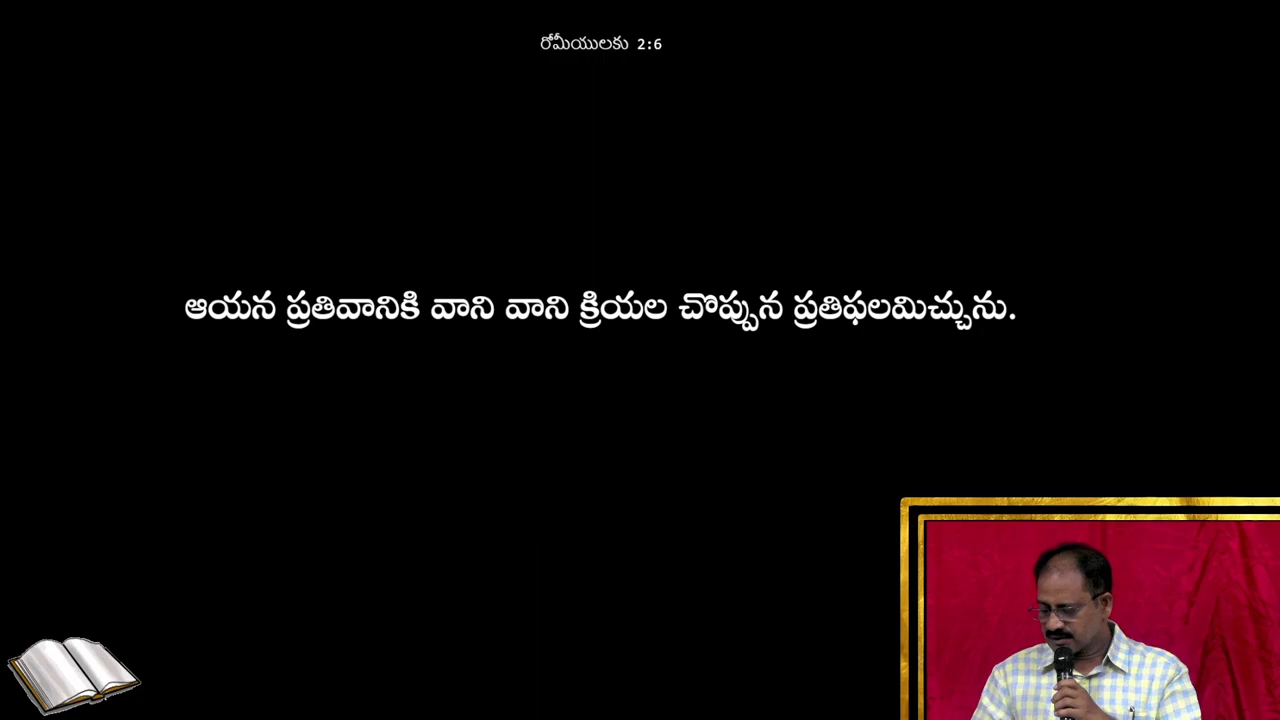 రోమీయులకు 2:6
ఆయన ప్రతివానికి వాని వాని క్రియల చొప్పున ప్రతిఫలమిచ్చును.